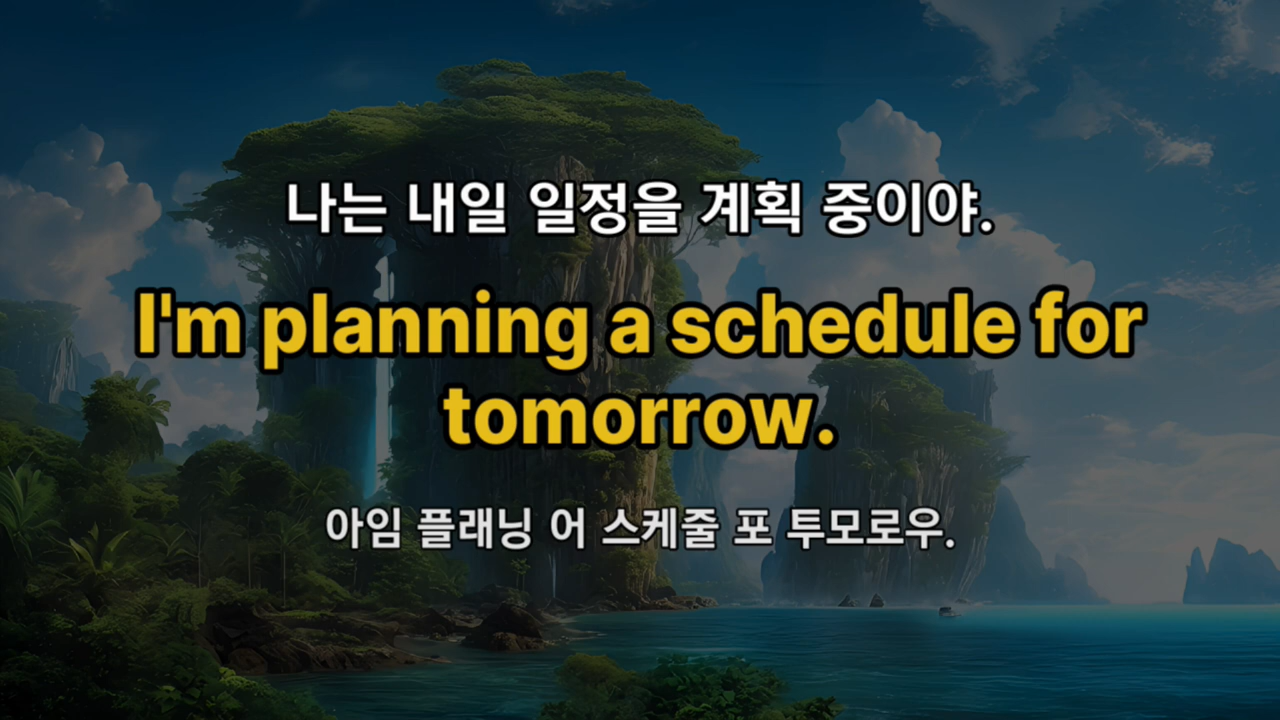 나는 내일 일정을 계획 중이야.
I'm planning a schedule for
tomorrow.
아임 플래닝 어 스케줄 포 투모로우.